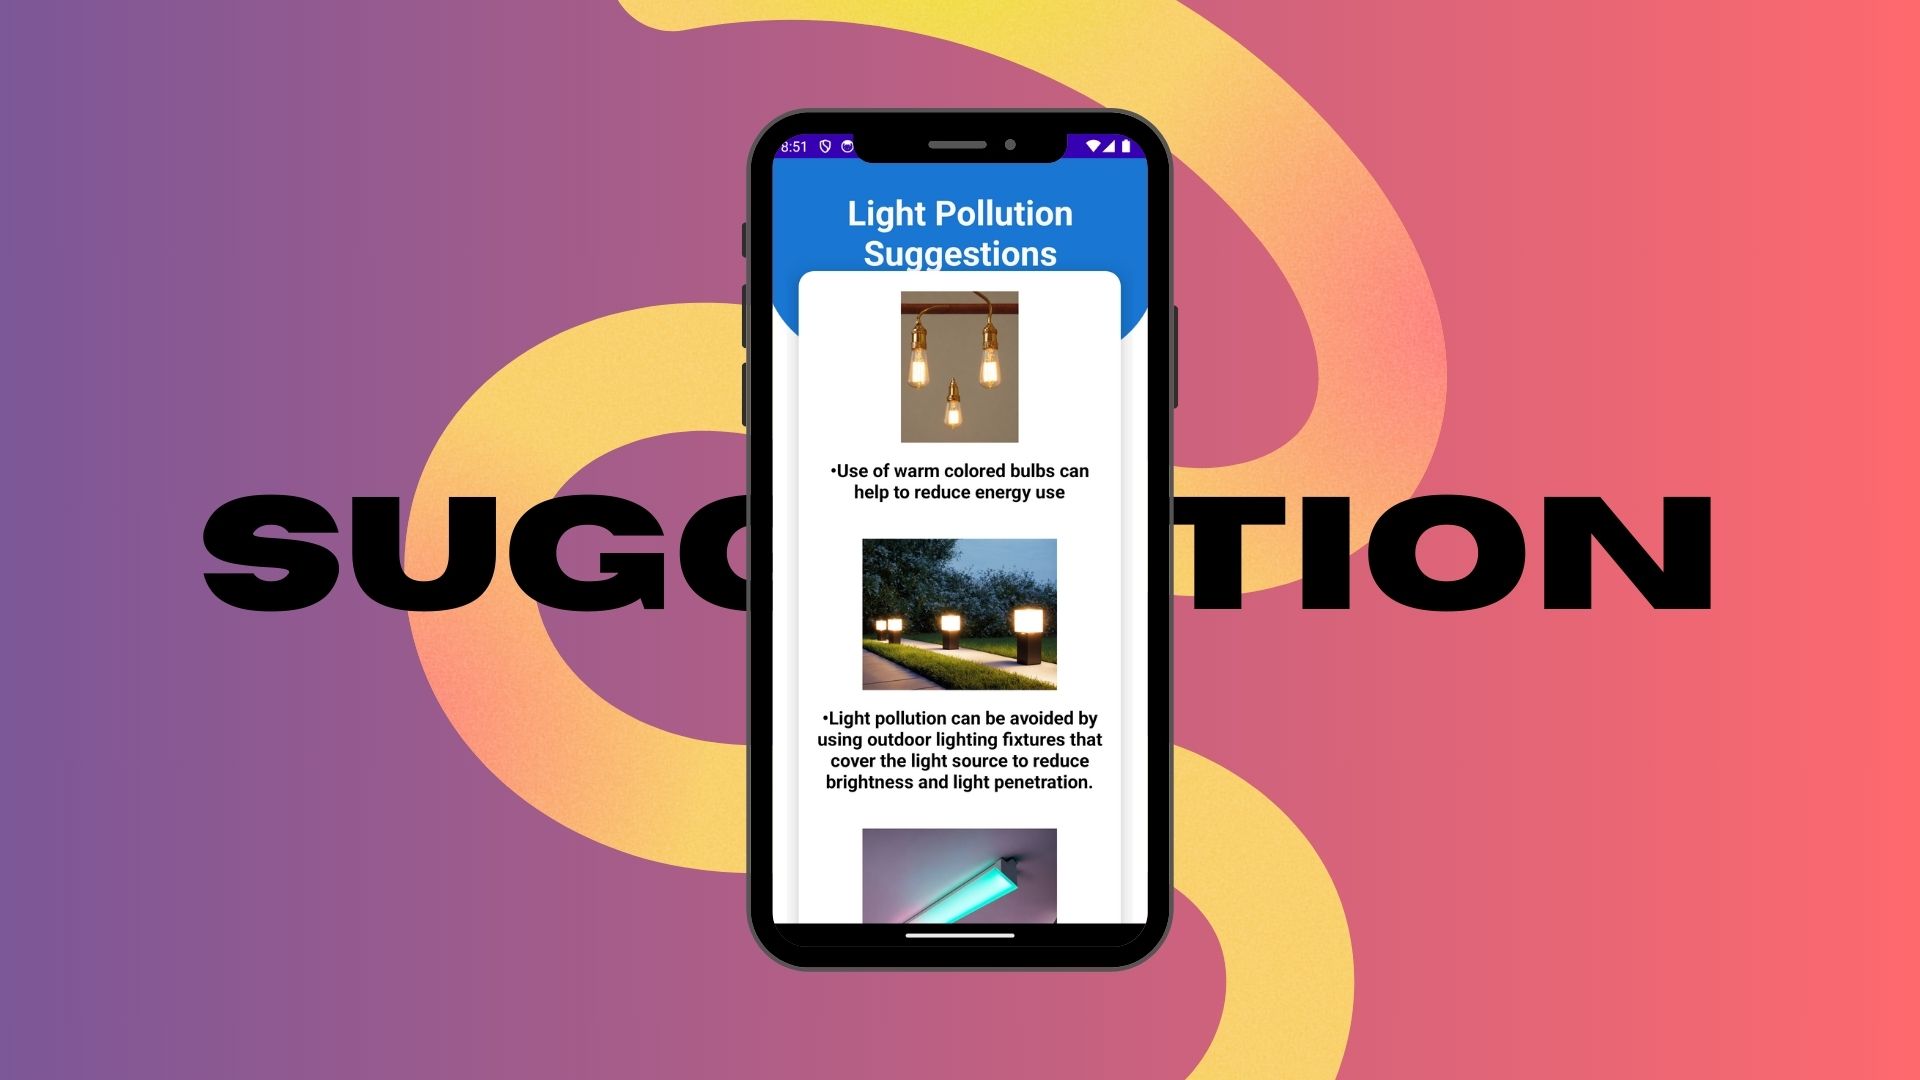 8:51
Light Pollution
Suggestions
•Use of warm colored bulbs can
help to reduce energy use
SUGG
TION
•Light pollution can be avoided by
using outdoor lighting fixtures that
cover the light source to reduce
brightness and light penetration.